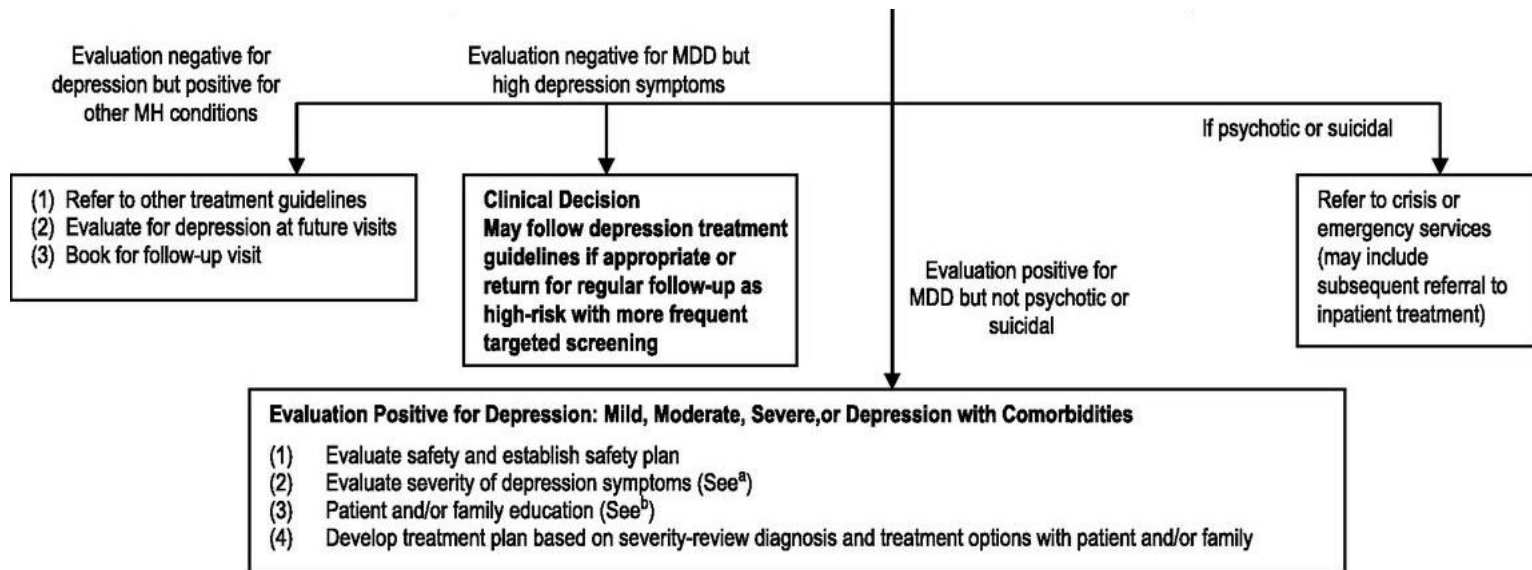 Evaluation negative for
depression but positive for
other MH conditions
Evaluation negative for MDD but
high depression symptoms
If psychotic or suicidal
(1) Refer to other treatment guidelines
(2) Evaluate for depression at future visits
(3) Book for follow-up visit
Clinical Decision
May follow depression treatment
guidelines if appropriate or
return for regular follow-up as
high-risk with more frequent
targeted screening
Evaluation positive for
MDD but not psychotic or
suicidal
Refer to crisis or
emergency services
(may include
subsequent referral to
inpatient treatment)
Evaluation Positive for Depression: Mild, Moderate, Severe,or Depression with Comorbidities
(1) Evaluate safety and establish safety plan
(2) Evaluate severity of depression symptoms (See a)
(3) Patient and/or family education (See b)
(4) Develop treatment plan based on severity-review diagnosis and treatment options with patient and/or family